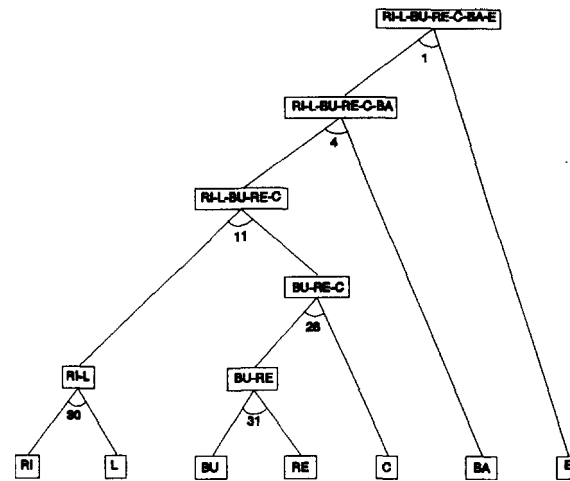 RI-L-BU-RE-C-BA-E
1
RI-L-BU-RE-C-BA
4
RI-L-BU-RE-C
11
BU-RE-C
26
RI-L
BU-RE
30
31
RI
L
BU
RE
C
BA
E